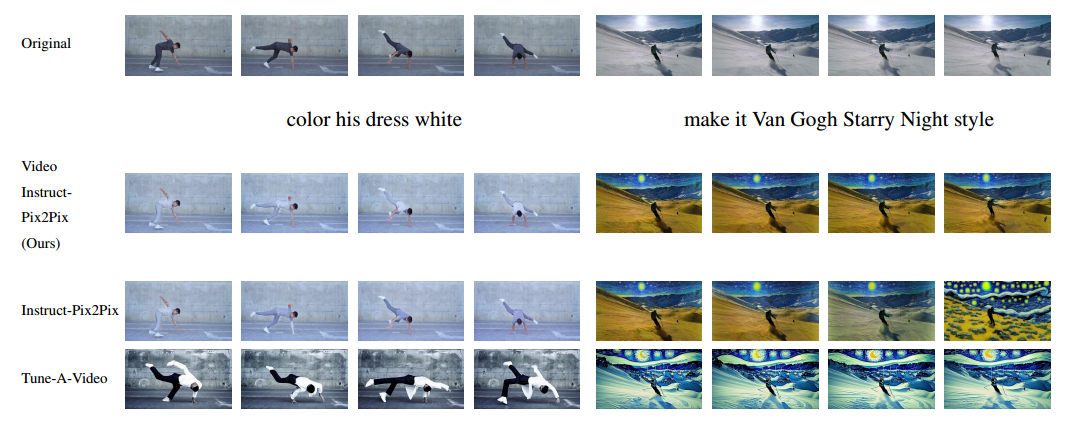 Original
color his dress white
make it Van Gogh Starry Night style
Video
Instruct-
Pix2Pix
(Ours)
Instruct-Pix2Pix
Tune-A-Video